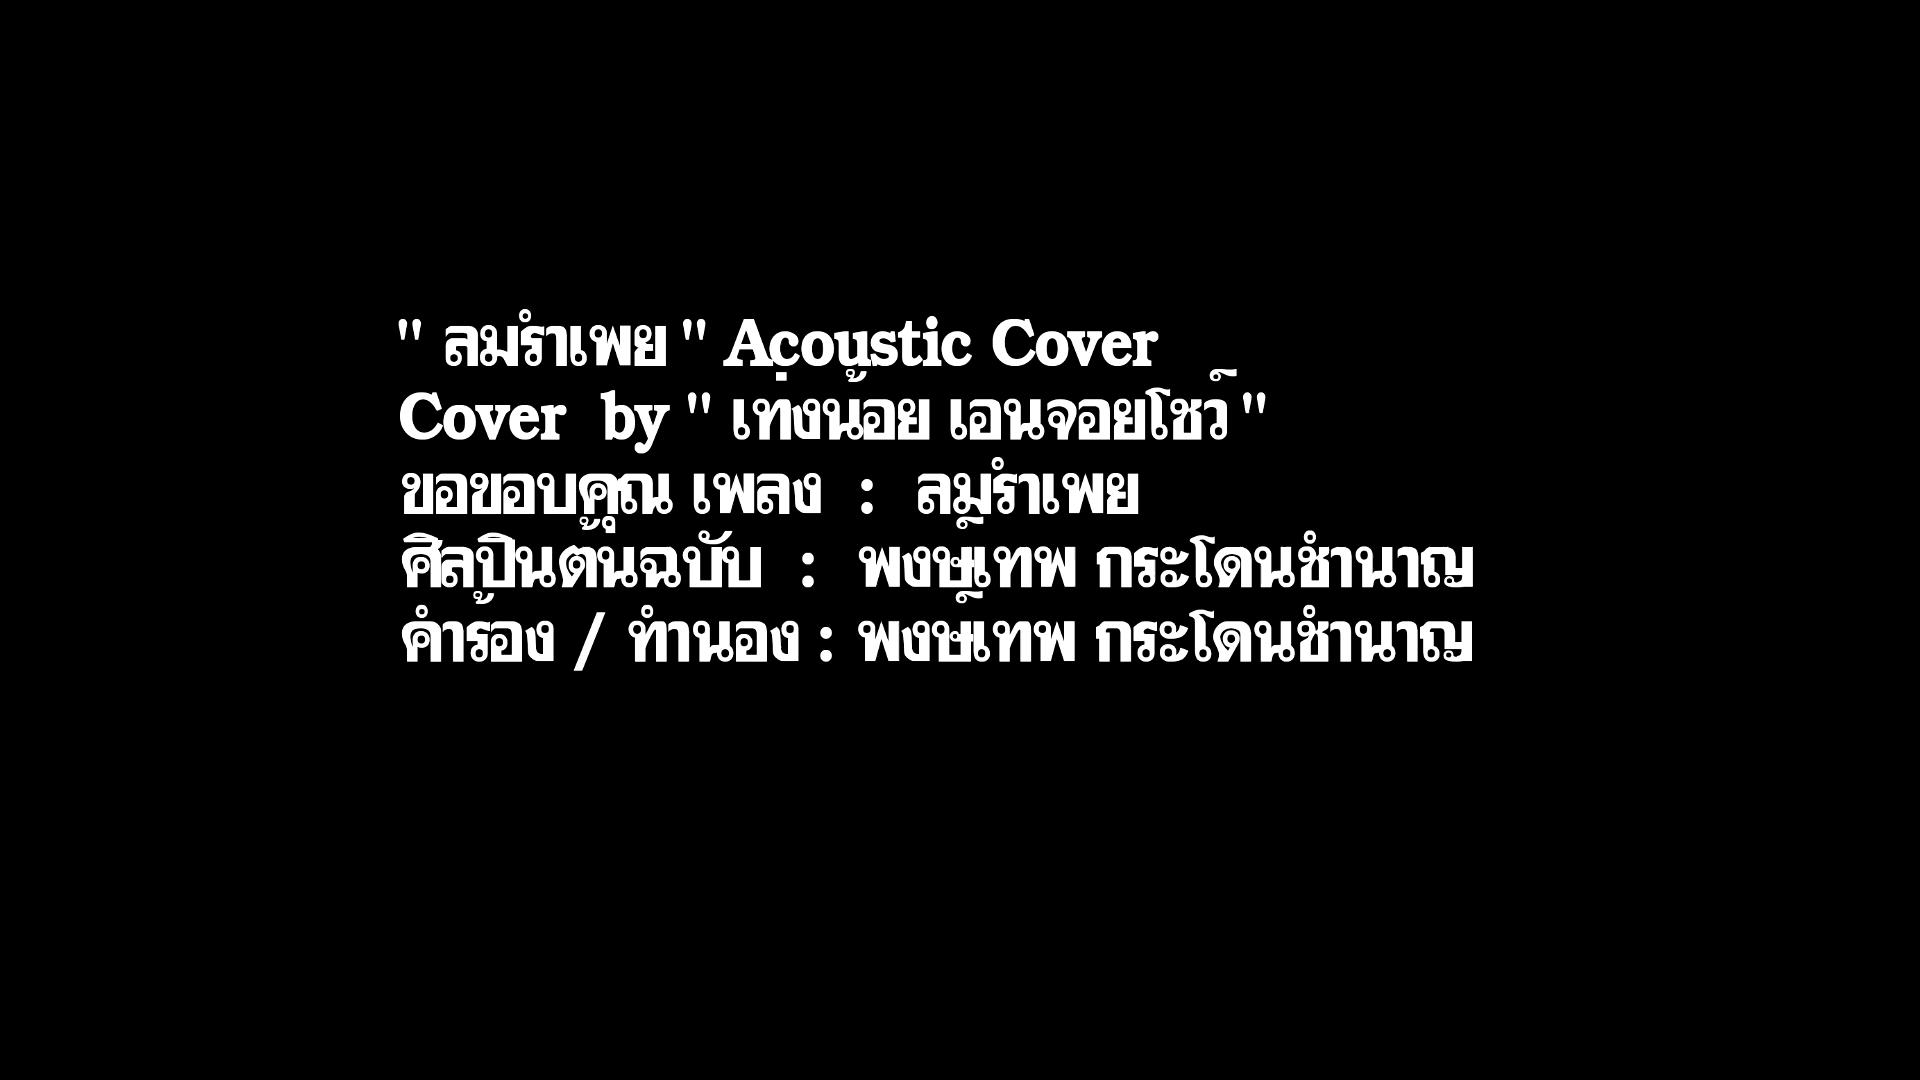 " ลมรำเพย " Acoustic Cover
Cover by " เท่งน้อย เอนจอยโชว์ "
ขอขอบคุณ เพลง : ลมรำเพย
ศิลปินต้นฉบับ : พงษ์เทพ กระโดนชำนาญ
คำร้อง / ทำนอง : พงษ์เทพ กระโดนชำนาญ